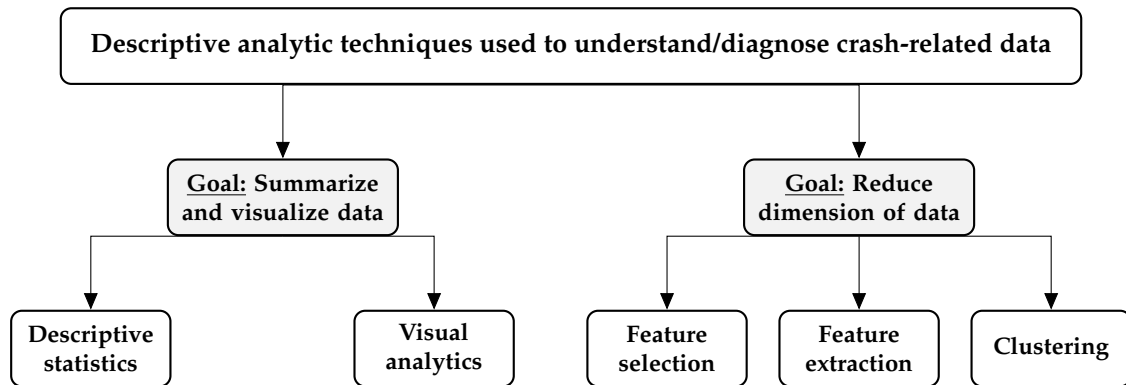 Descriptive analytic techniques used to understand/diagnose crash-related data
Goal: Summarize
and visualize data
Goal: Reduce
dimension of data
Descriptive
statistics
Visual
analytics
Feature
selection
Feature
extraction
Clustering